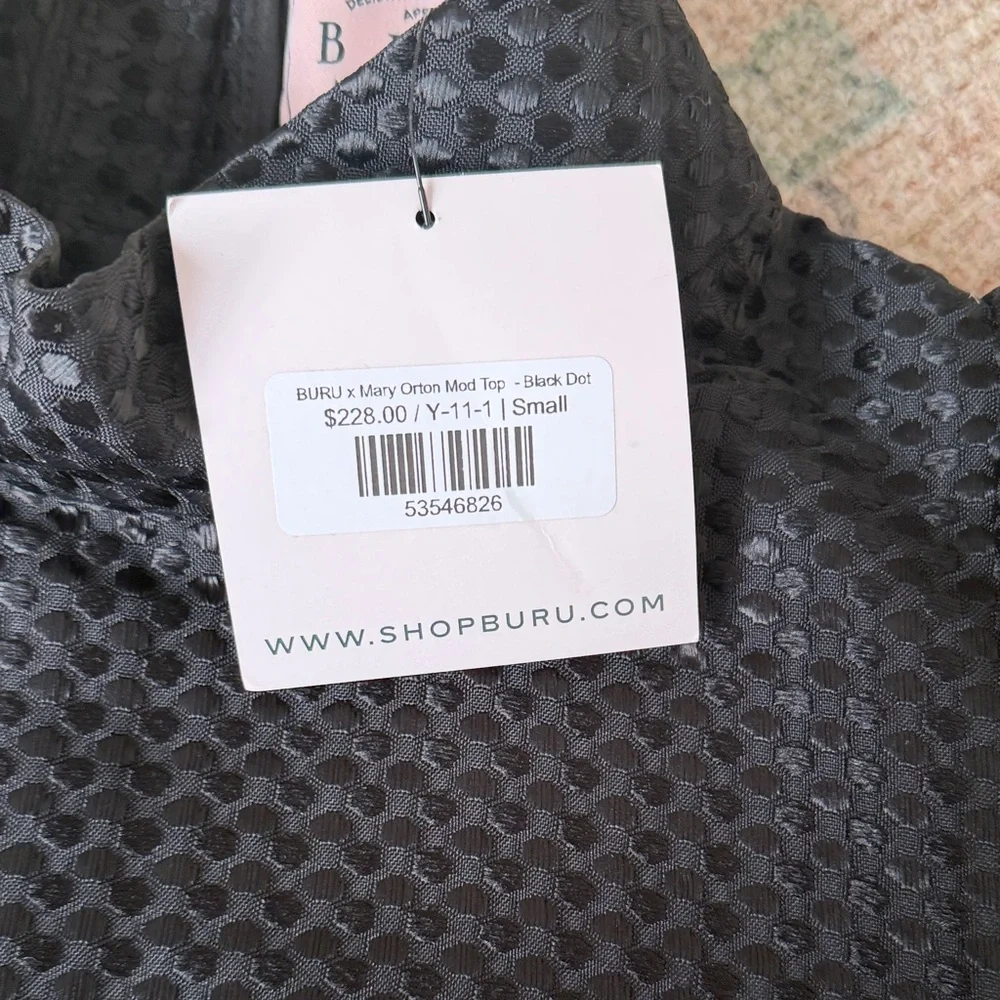 B
BURU x Mary Orton Mod Top - Black Dot
$228.00 / Y-11-1 | Small
53546826
WWW.SHOPBURU.COM